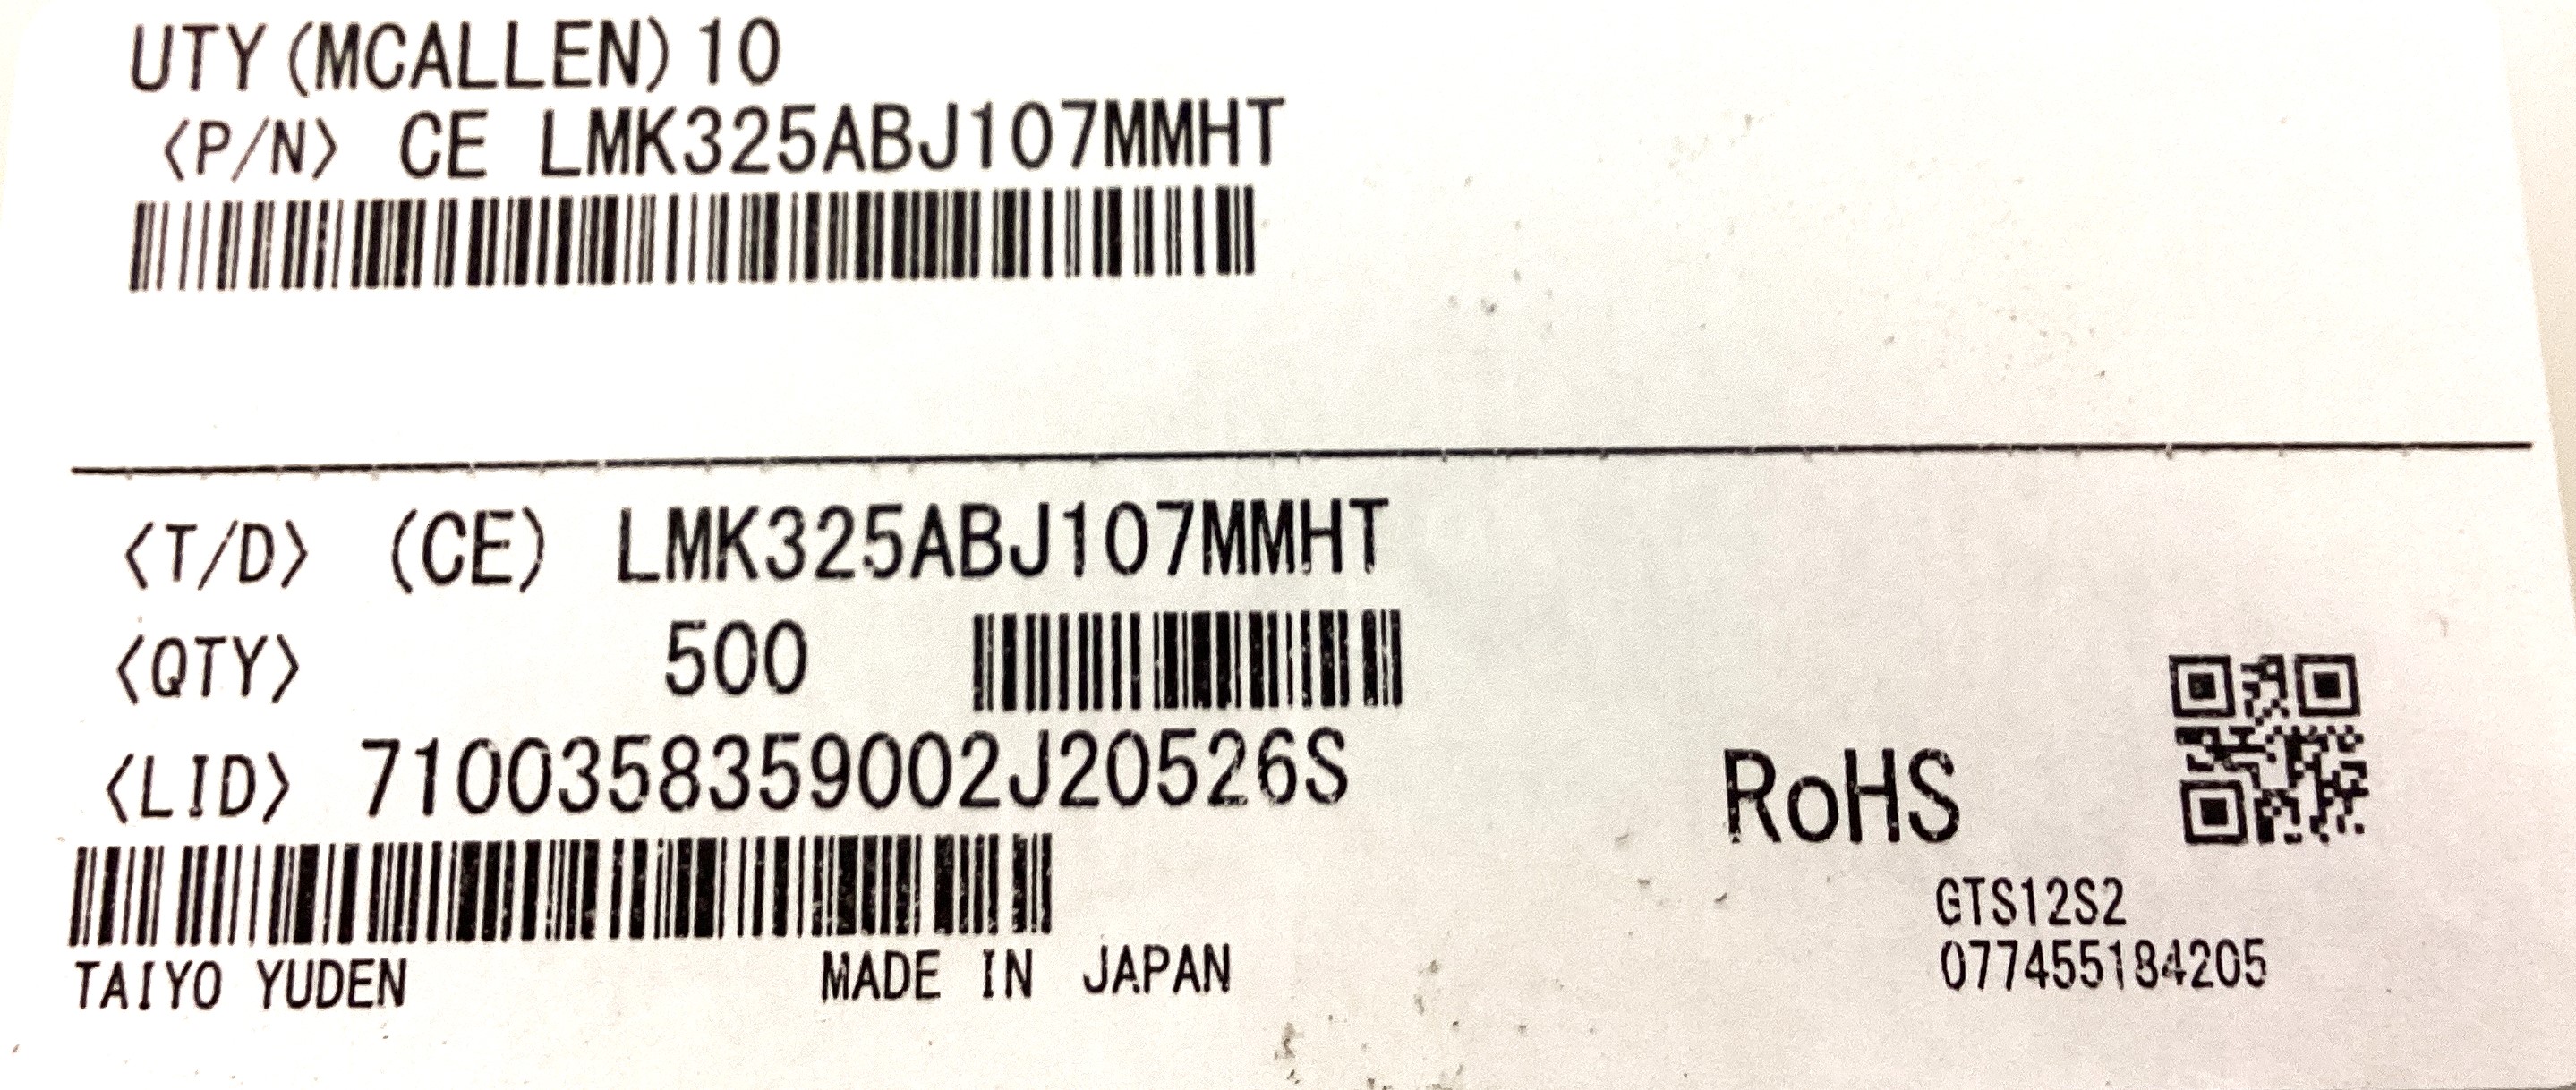 UTY(MCALLEN)10
<P/N> CE LMK325ABJ107MMHT
<T/D> (CE) LMK325ABJ107MMHT
<QTY> 500
<LID> 7100358359002J20526S
RoHS
GTS12S2
077455184205
TAIYO YUDEN MADE IN JAPAN